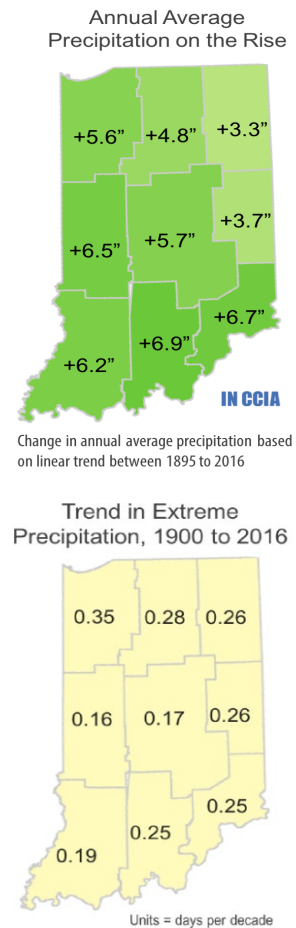 Annual Average
Precipitation on the Rise
+5.6” +4.8” +3.3”
+3.7”
+6.5” +5.7”
+6.7”
+6.9”
+6.2”
IN CCIA
Change in annual average precipitation based
on linear trend between 1895 to 2016
Trend in Extreme
Precipitation, 1900 to 2016
0.35 0.28 0.26
0.16 0.17 0.26
0.25
0.25
0.19
Units = days per decade